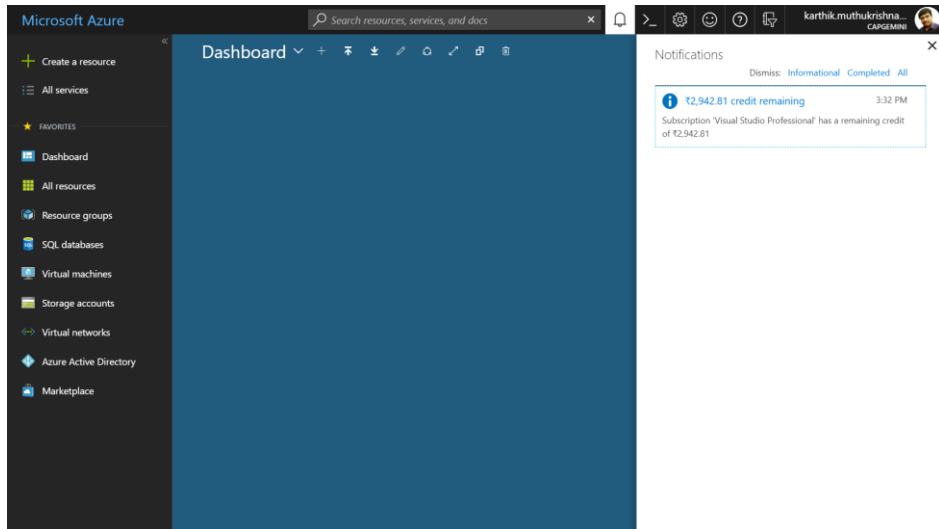 Microsoft Azure
Search resources, services, and docs
karthik.muthukrishna...
CAPGEMINI
Create a resource
All services
FAVORITES
Dashboard
All resources
Resource groups
SQL databases
Virtual machines
Storage accounts
Virtual networks
Azure Active Directory
Marketplace
Dashboard
Notifications
Dismiss: Informational Completed All
₹2,942.81 credit remaining 3:32 PM
Subscription 'Visual Studio Professional' has a remaining credit
of ₹2,942.81